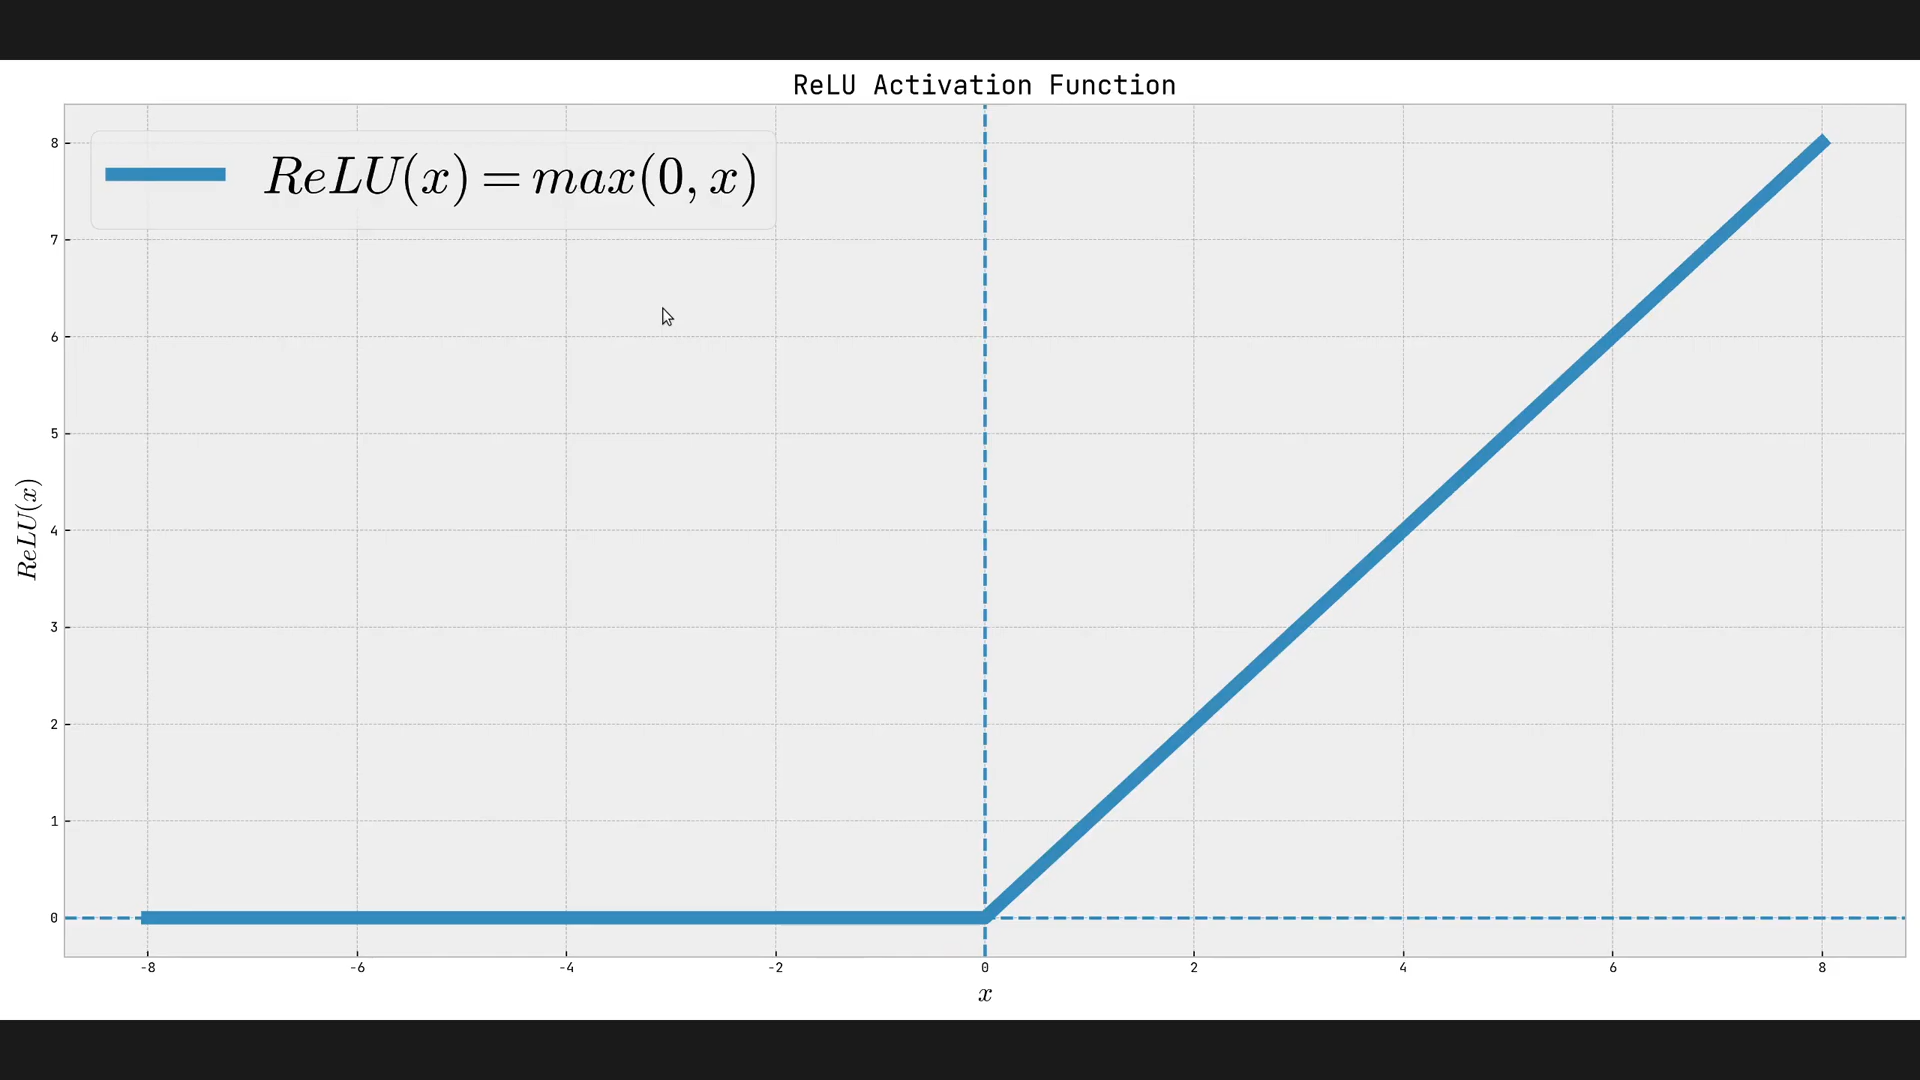 ReLU Activation Function
ReLU(x) = max(0, x)
8
7
6
5
4
3
2
1
0
ReLU(x)
-8 -6 -4 -2 0 2 4 6 8
x